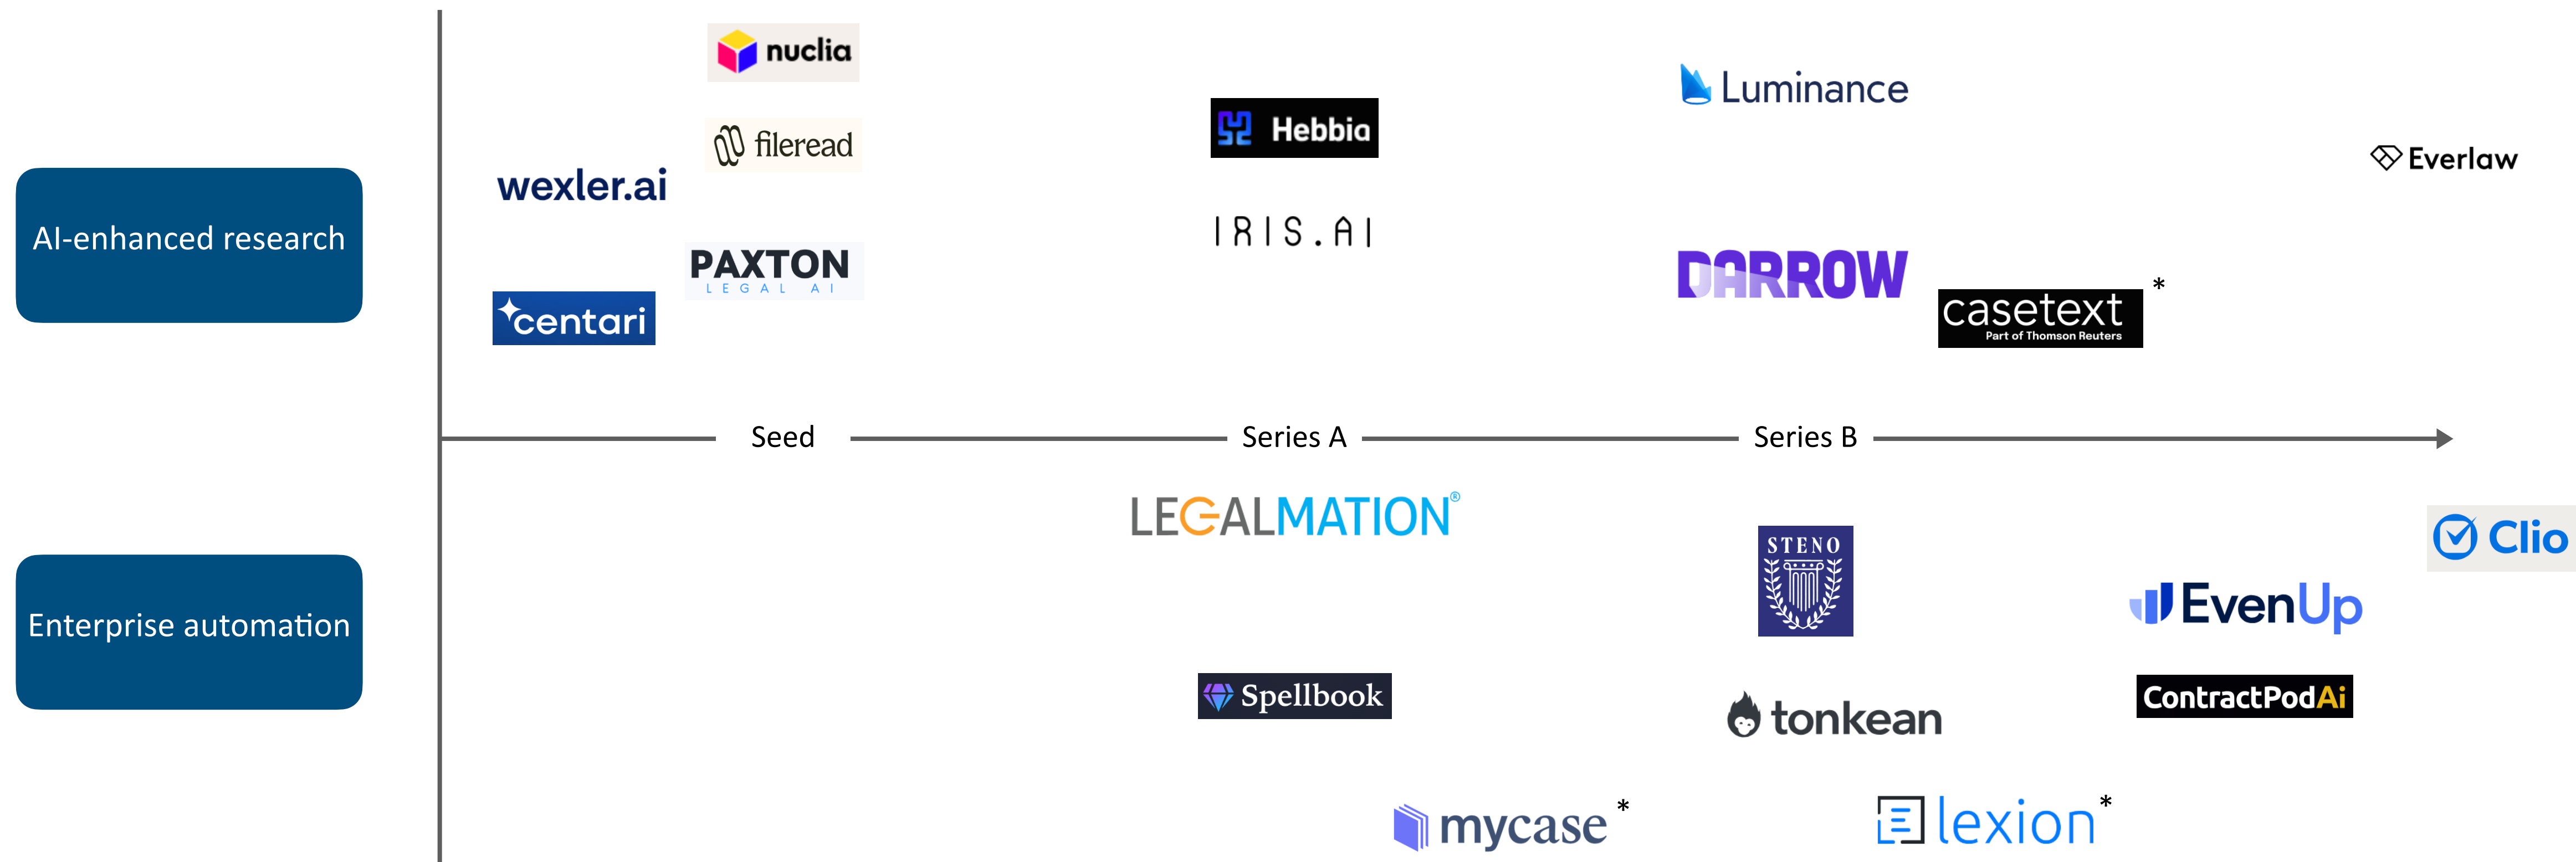 nuclia
fileread
wexler.ai
PAXTON
LEGAL AI
centari
Hebbia
IRIS.AI
Luminance
DARROW
casetext *
Part of Thomson Reuters
Everlaw
AI-enhanced research
Seed
Series A
Series B
Enterprise automation
LEGALMATION®
Spellbook
mycase *
STENO
tonkean
lexion *
EvenUp
ContractPodAi
Clio